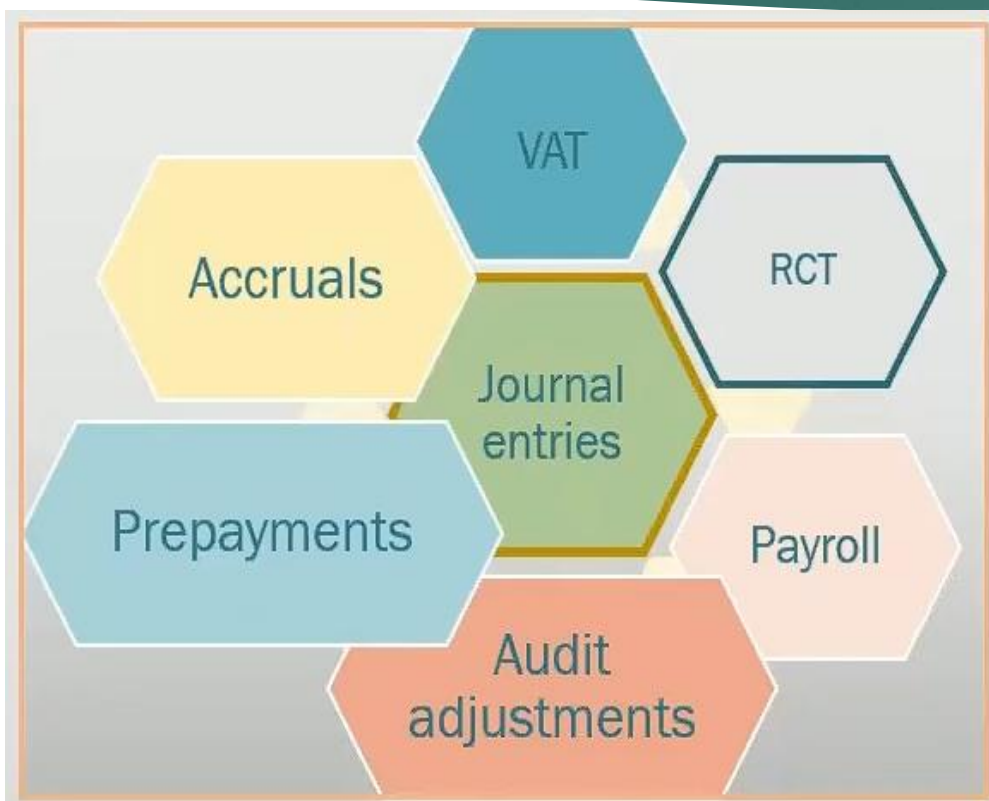 VAT
Accruals
RCT
Journal
entries
Prepayments
Payroll
Audit
adjustments